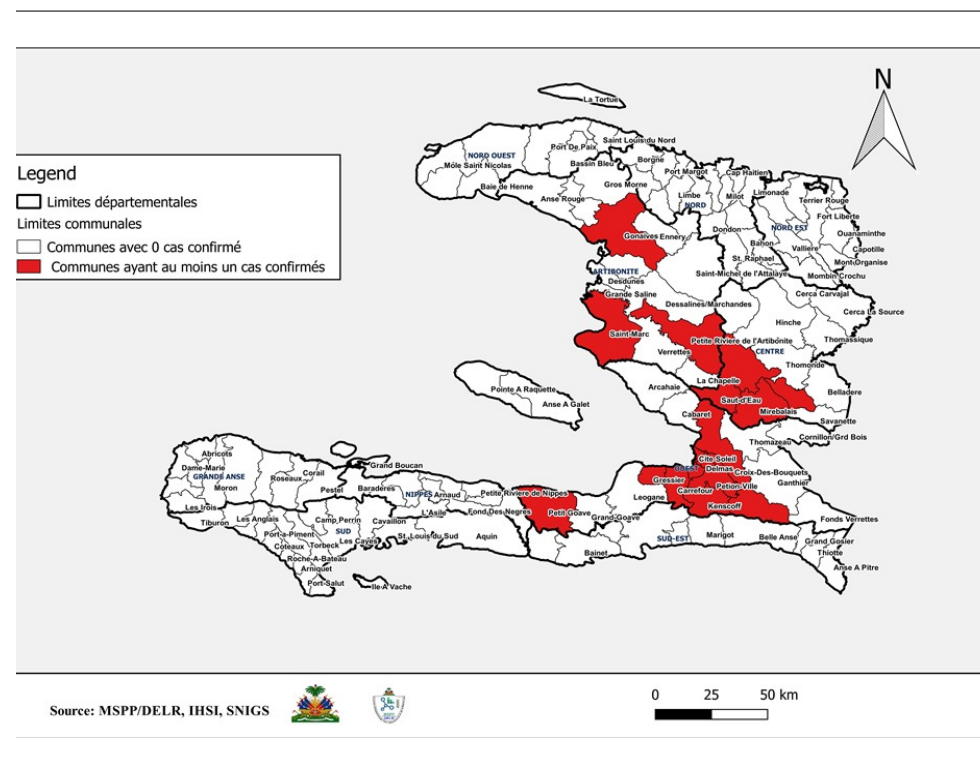 N
La Tortue
Saint Louis du Nord
Port De Paix
NORD OUEST
Bassin Bleu
Borgne
Môle Saint Nicolas
Port Margot
Cap Haitien
Baie de Henne
Gros Morne
Limbe
Milot
Limonade
Anse Rouge
NORD
Terrier Rouge
Fort Liberte
Dondon
NORD EST
Gonaives
Ennery
Ouanaminthe
Bahon
Valliere
Capotille
St. Raphael
Mont Organise
ARTIBONITE
Saint-Michel de l'Attalaye
Mombin Crochu
Desdunes
Grande Saline
Cerca Carvajal
Dessalines/Marchandes
Cerca La Source
Hinche
Saint-Marc
Petite Riviere de l'Artibonite
Thomassique
Verrettes
CENTRE
Thomonde
La Chapelle
Arcahaie
Pointe A Raquette
Belladere
Saut-d'Eau
Anse A Galet
Mirebalais
Cabaret
Savanette
Cornillon/Grd Bois
Thomazeau
Abricots
Cite Soleil
Dame-Marie
Grand Boucan
OUEST
Delmas
Croix-Des-Bouquets
Corail
GRANDE ANSE
Roseaux
Gressier
Ganthier
Moron
Pestel
Baradères
NIPPES
Arnaud
Petite Riviere de Nippes
Leogane
Carrefour
Petion-Ville
Les Irois
Kenscoff
L'Asile
Fond Des Negres
Petit Goave
Grand-Goave
Fonds Verrettes
Tiburon
Les Anglais
Camp Perrin
Cavaillon
Port-a-Piment
SUD
St. Louis du Sud
Aquin
SUD-EST
Marigot
Belle Anse
Grand Gosier
Coteaux
Torbeck
Les Cayes
Bainet
Thiotte
Roche-A-Bateau
Arniquet
Anse A Pitre
Port-Salut
Ile A Vache
Legend
Limites départementales
Limites communales
Communes avec 0 cas confirmé
Communes ayant au moins un cas confirmés
Source: MSPP/DELR, IHSI, SNIGS
0 25 50 km